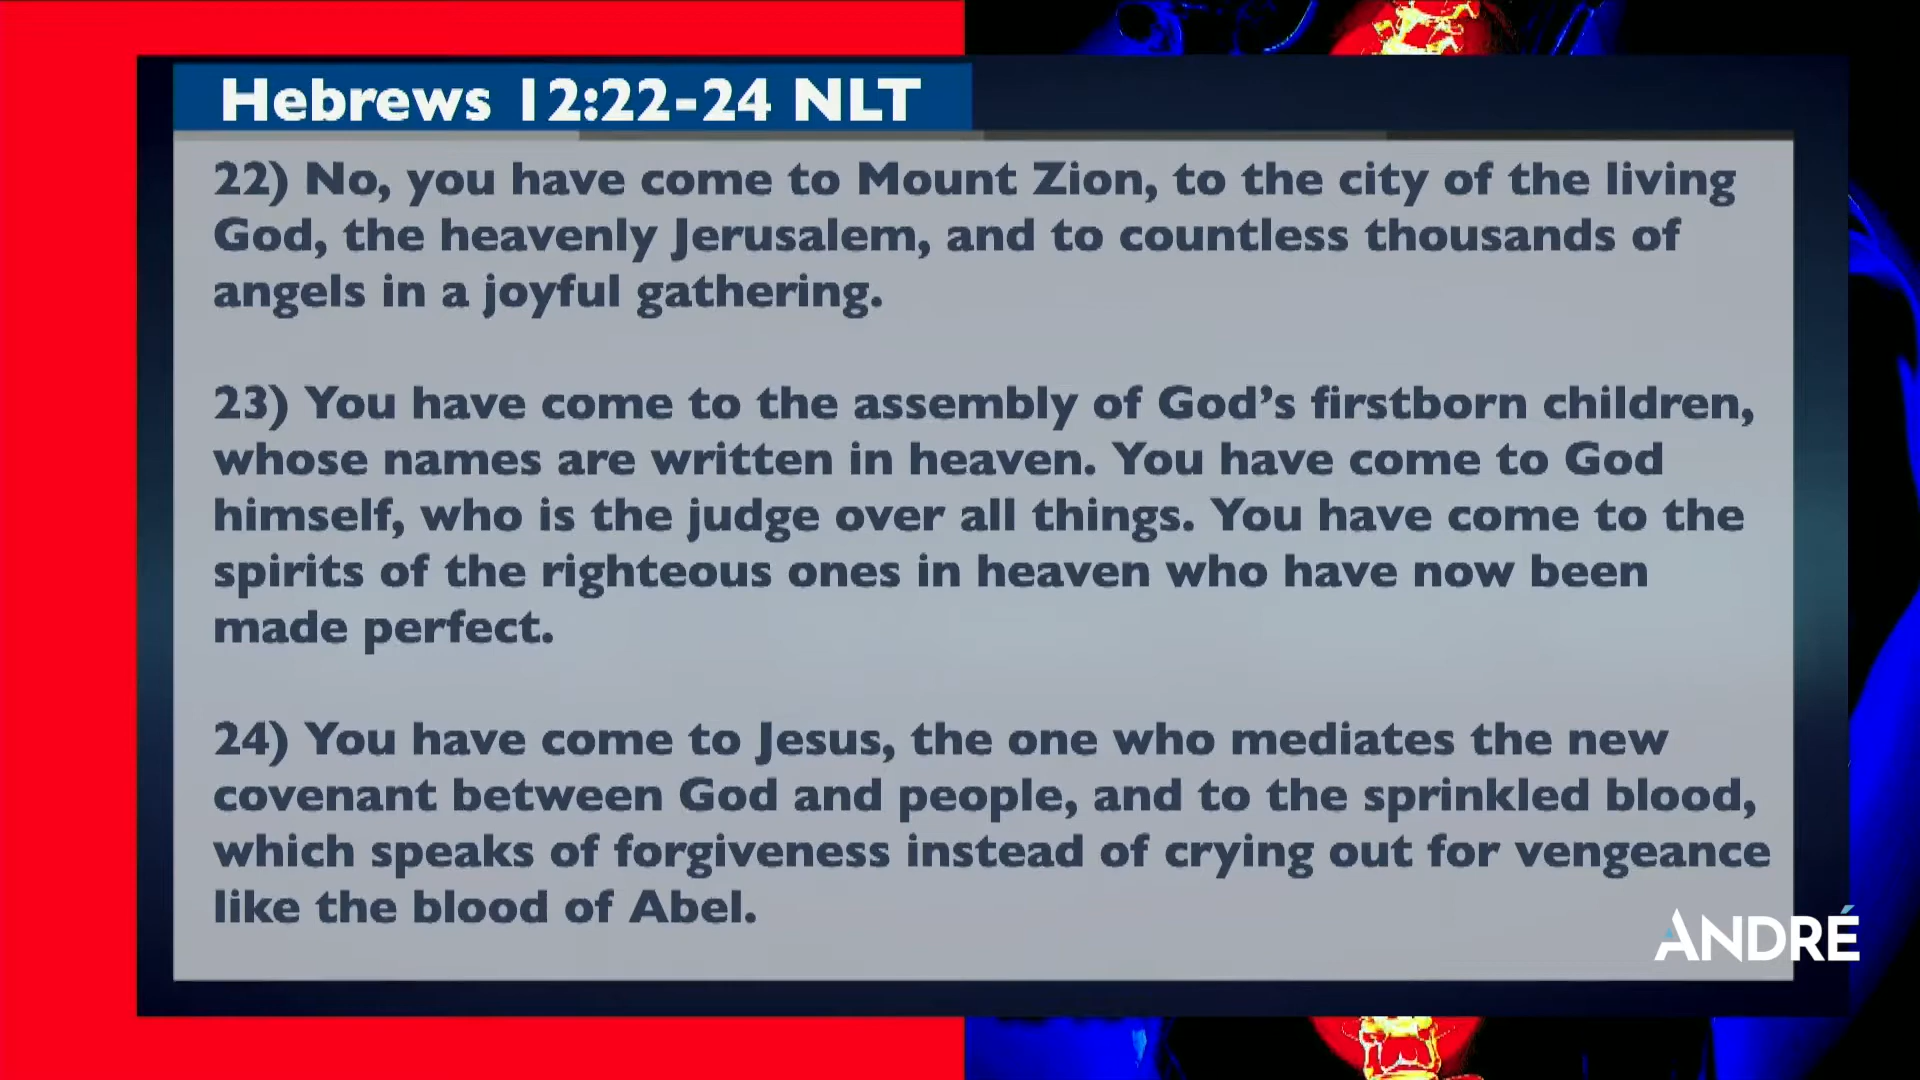 Hebrews 12:22-24 NLT
22) No, you have come to Mount Zion, to the city of the living
God, the heavenly Jerusalem, and to countless thousands of
angels in a joyful gathering.
23) You have come to the assembly of God’s firstborn children,
whose names are written in heaven. You have come to God
himself, who is the judge over all things. You have come to the
spirits of the righteous ones in heaven who have now been
made perfect.
24) You have come to Jesus, the one who mediates the new
covenant between God and people, and to the sprinkled blood,
which speaks of forgiveness instead of crying out for vengeance
like the blood of Abel.
ANDRÉ